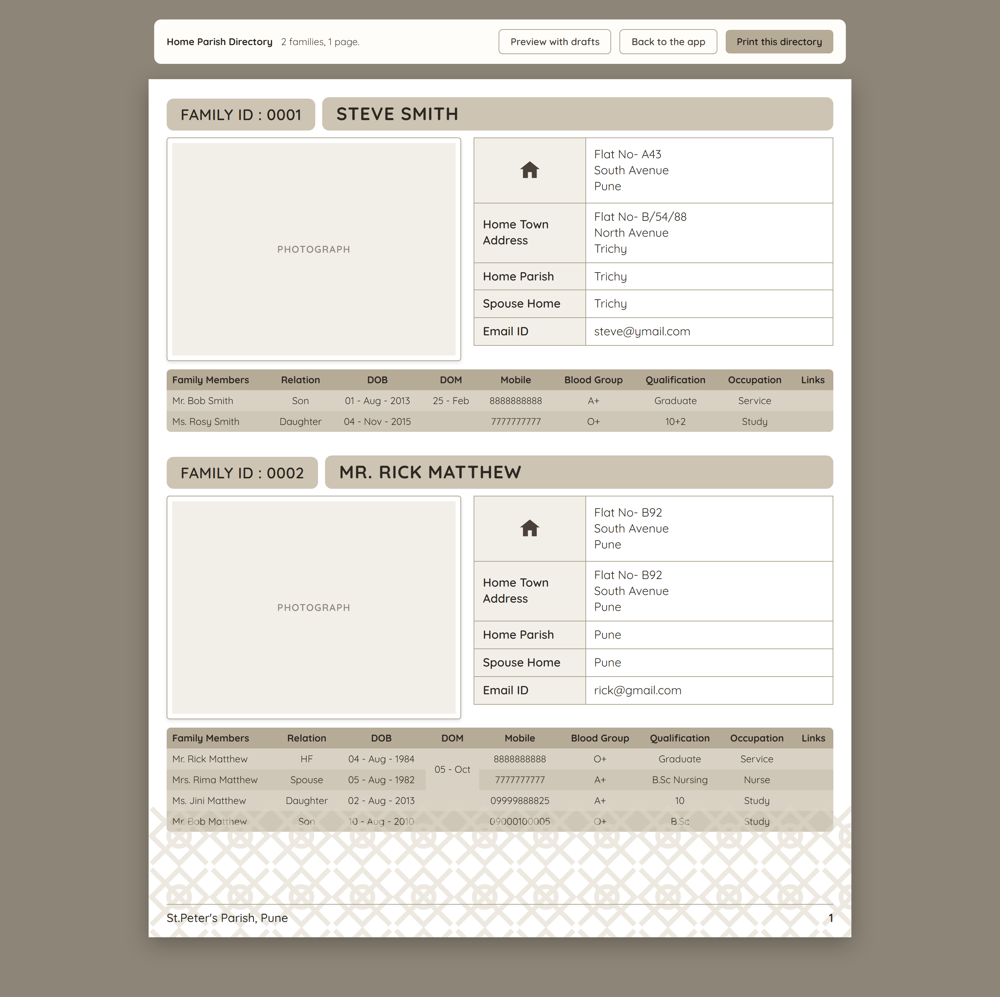 Home Parish Directory 2 families, 1 page. Preview with drafts Back to the app Print this directory
FAMILY ID : 0001 STEVE SMITH
PHOTOGRAPH
Flat No- A43
South Avenue
Pune
Home Town Address
Flat No- B/54/88
North Avenue
Trichy
Home Parish Trichy
Spouse Home Trichy
Email ID steve@ymail.com
Family Members Relation DOB DOM Mobile Blood Group Qualification Occupation Links
Mr. Bob Smith Son 01 - Aug - 2013 25 - Feb 8888888888 A+ Graduate Service
Ms. Rosy Smith Daughter 04 - Nov - 2015 7777777777 O+ 10+2 Study
FAMILY ID : 0002 MR. RICK MATTHEW
PHOTOGRAPH
Flat No- B92
South Avenue
Pune
Home Town Address
Flat No- B92
South Avenue
Pune
Home Parish Pune
Spouse Home Pune
Email ID rick@gmail.com
Family Members Relation DOB DOM Mobile Blood Group Qualification Occupation Links
Mr. Rick Matthew HF 04 - Aug - 1984 05 - Oct 8888888888 O+ Graduate Service
Mrs. Rima Matthew Spouse 05 - Aug - 1982 7777777777 A+ B.Sc Nursing Nurse
Ms. Jini Matthew Daughter 02 - Aug - 2013 09999888825 A+ 10 Study
Mr. Bob Matthew Son 10 - Aug - 2010 09000100005 O+ B.Sc Study
St.Peter's Parish, Pune 1